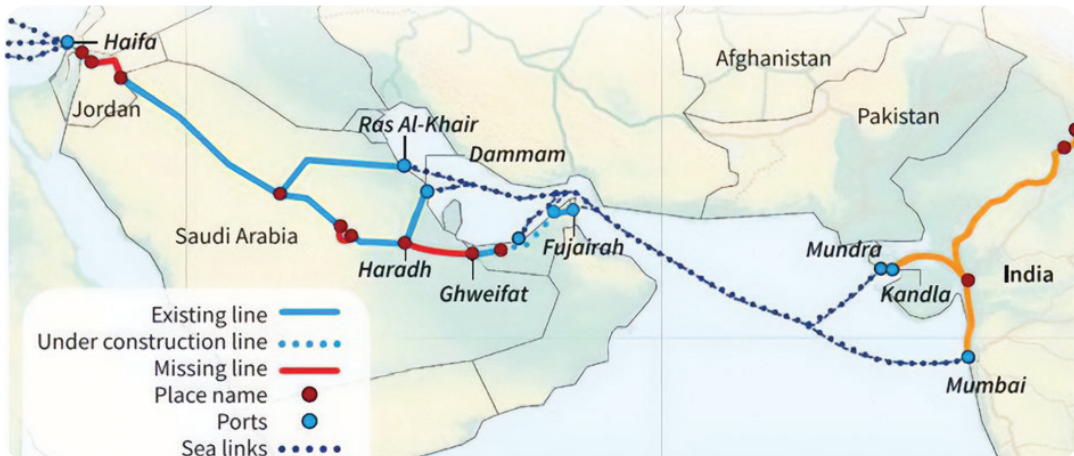 Haifa
Afghanistan
Jordan
Pakistan
Ras Al-Khair
Dammam
Saudi Arabia
Haradh
Fujairah
Mundra
India
Ghweifat
Kandla
Existing line
Under construction line
Missing line
Place name
Ports
Sea links
Mumbai